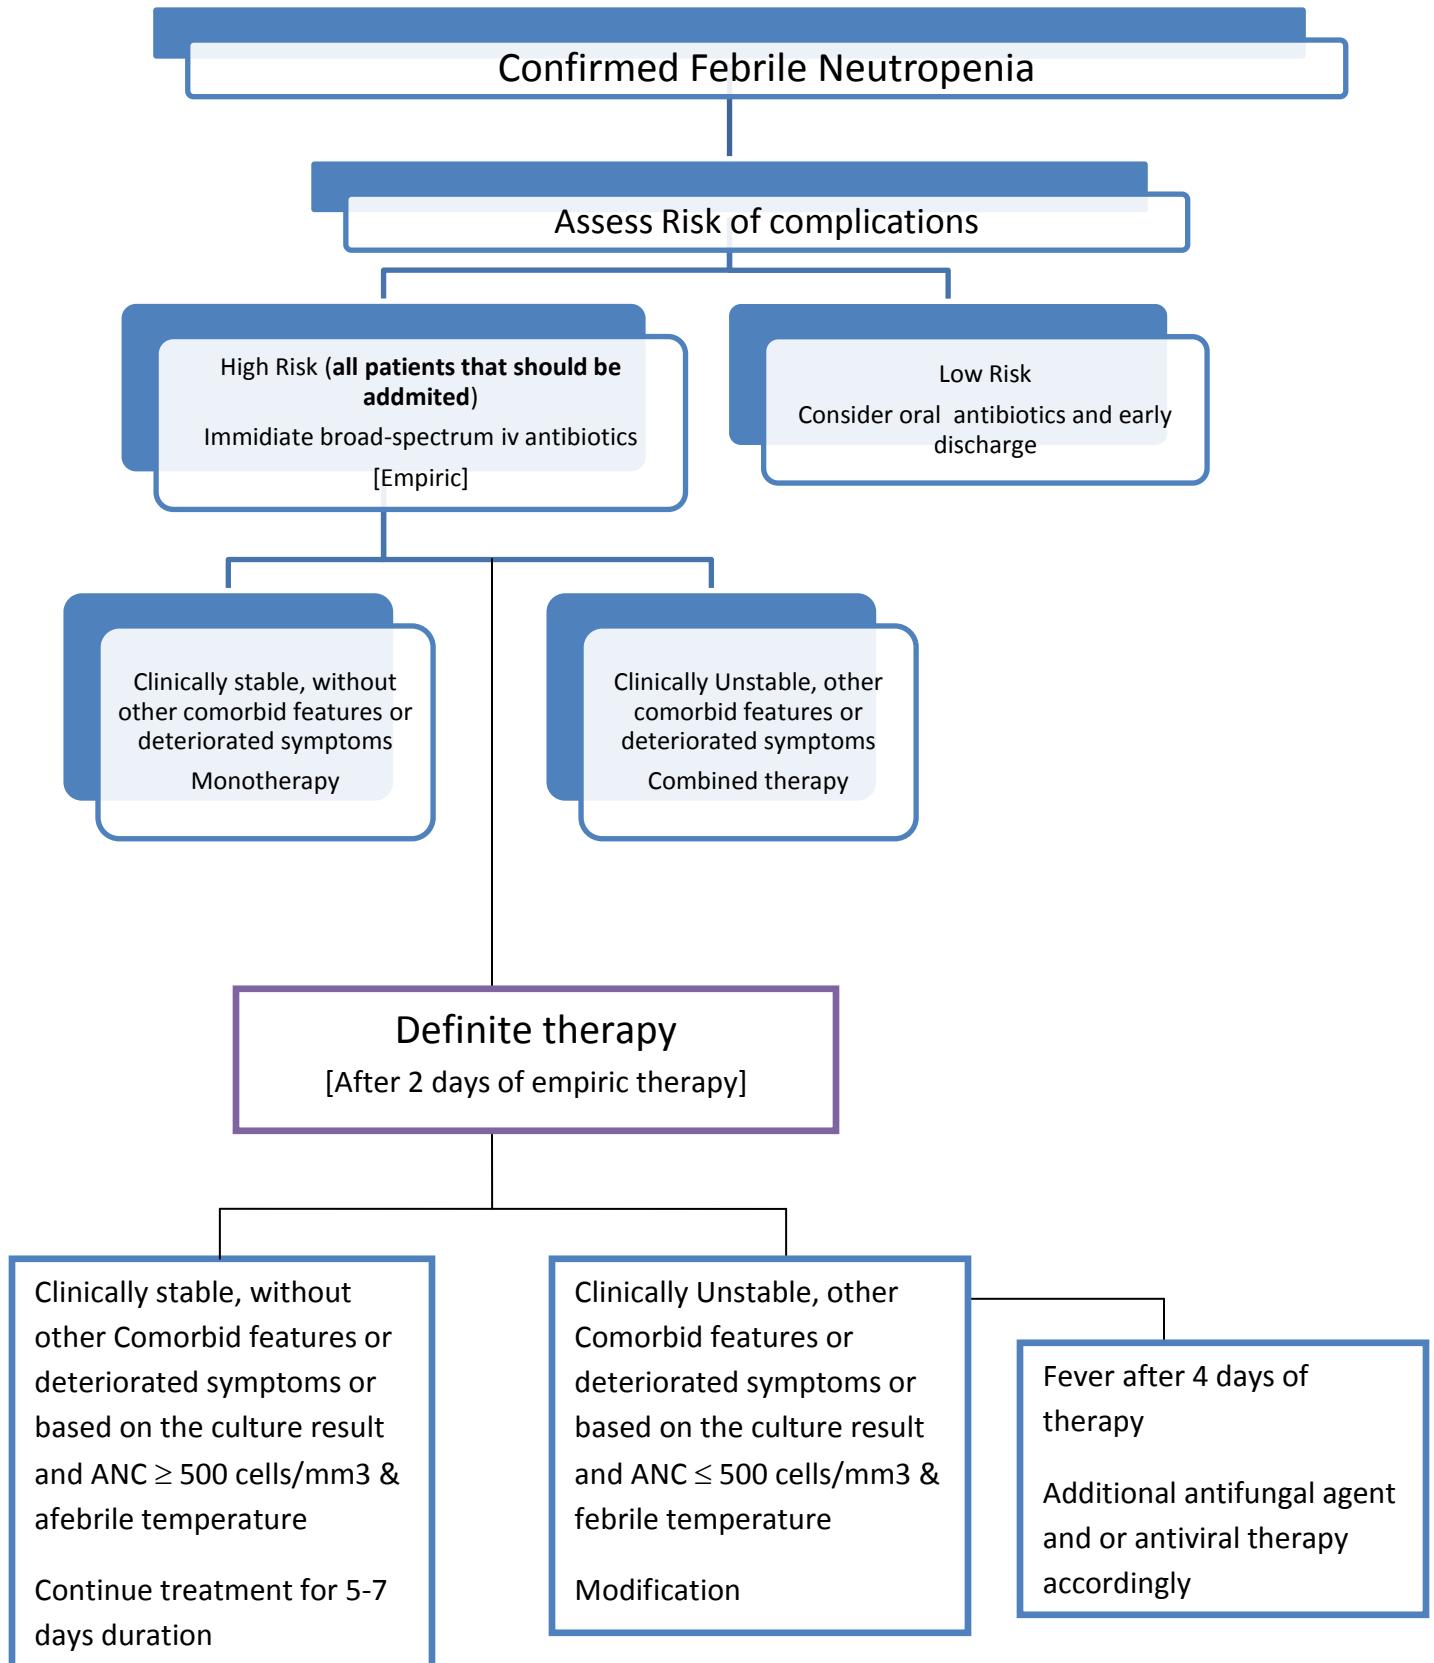 Confirmed Febrile Neutropenia
Assess Risk of complications
High Risk (all patients that should be
addmited)
Immidiate broad-spectrum iv antibiotics
[Empiric]
Low Risk
Consider oral  antibiotics and early
discharge
Clinically stable, without
other comorbid features or
deteriorated symptoms
Monotherapy
Clinically Unstable, other
comorbid features or
deteriorated symptoms
Combined therapy
Definite therapy
[After 2 days of empiric therapy]
Clinically stable, without
other Comorbid features or
deteriorated symptoms or
based on the culture result
and ANC ≥ 500 cells/mm3 &
afebrile temperature
Continue treatment for 5-7
days duration
Clinically Unstable, other
Comorbid features or
deteriorated symptoms or
based on the culture result
and ANC ≤ 500 cells/mm3 &
febrile temperature
Modification
Fever after 4 days of
therapy
Additional antifungal agent
and or antiviral therapy
accordingly